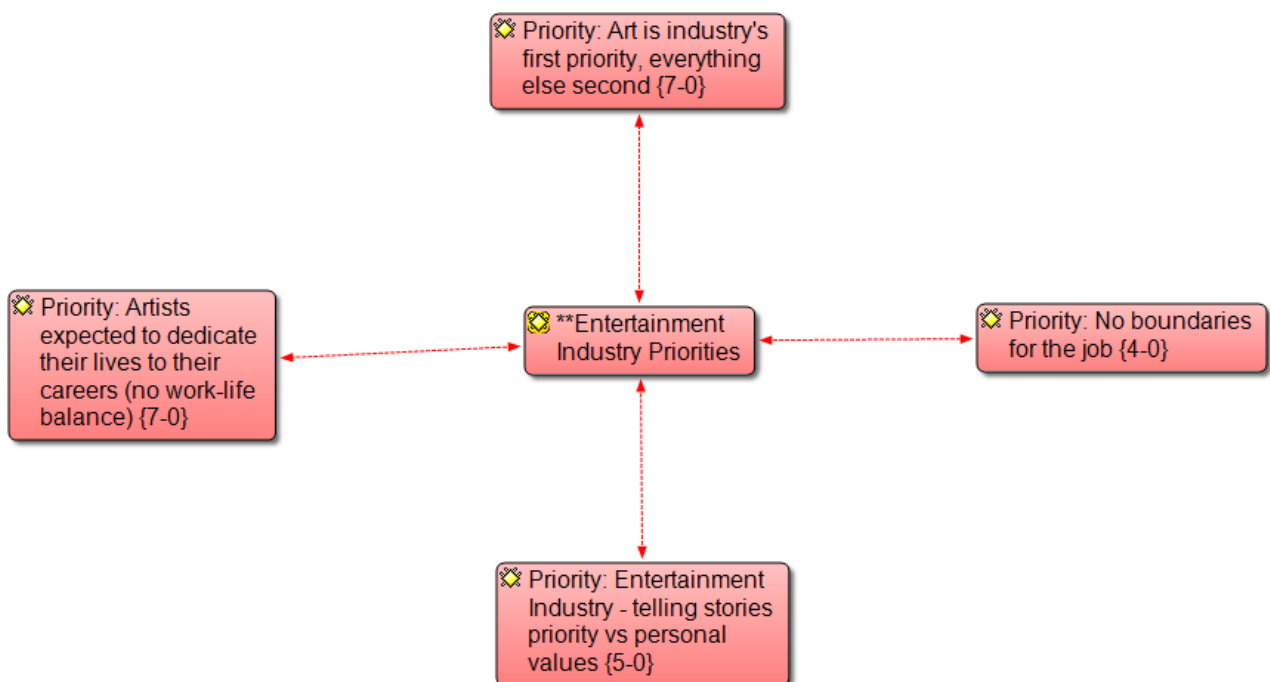 Priority: Art is industry's
first priority, everything
else second {7-0}
Priority: Artists
expected to dedicate
their lives to their
careers (no work-life
balance) {7-0}
**Entertainment
Industry Priorities
Priority: No boundaries
for the job {4-0}
Priority: Entertainment
Industry - telling stories
priority vs personal
values {5-0}